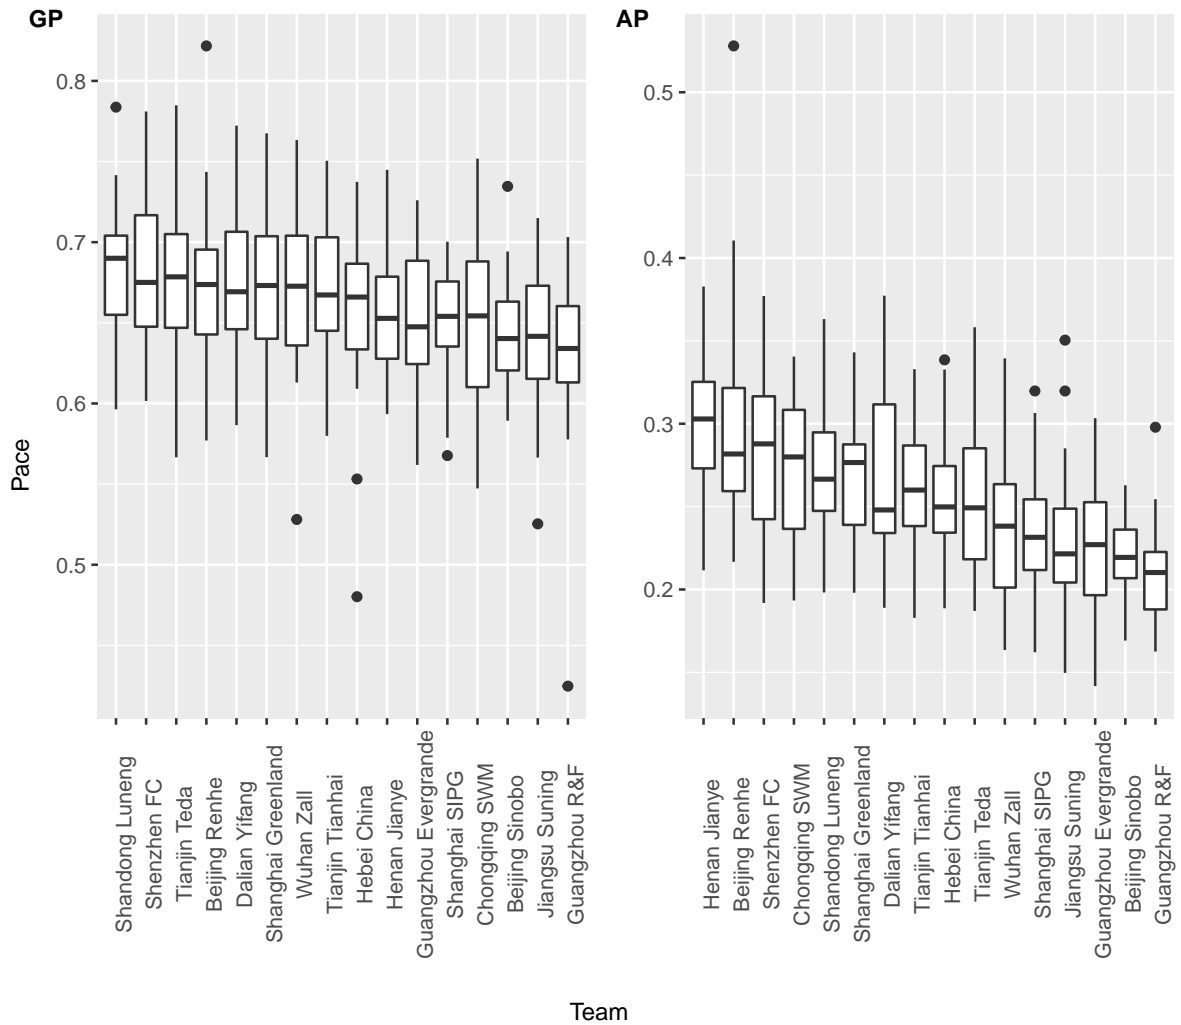 GP
AP
Pace
0.8
0.7
0.6
0.5
0.5
0.4
0.3
0.2
Shandong Luneng
Shenzhen FC
Tianjin Teda
Beijing Renhe
Dalian Yifang
Shanghai Greenland
Wuhan Zall
Tianjin Tianhai
Hebei China
Henan Jianye
Guangzhou Evergrande
Shanghai SIPG
Chongqing SWM
Beijing Sinobo
Jiangsu Suning
Guangzhou R&F
Henan Jianye
Beijing Renhe
Shenzhen FC
Chonqing SWM
Shandong Luneng
Shanghai Greenland
Dalian Yifang
Tianjin Tianhai
Hebei China
Tianjin Teda
Wuhan Zall
Shanghai SIPG
Jiangsu Suning
Guangzhou Evergrande
Beijing Sinobo
Guangzhou R&F
Team